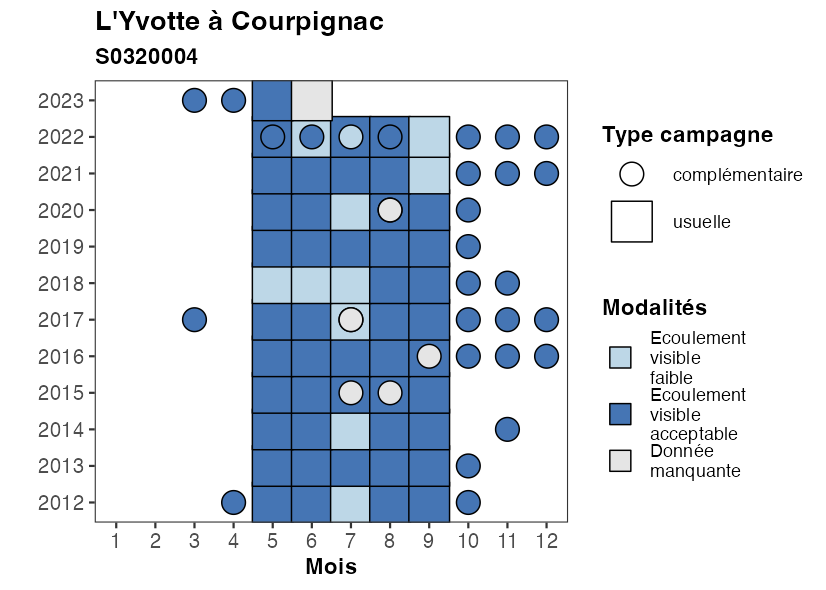 L'Yvotte à Courpignac
S0320004
2023
2022
2021
2020
2019
2018
2017
2016
2015
2014
2013
2012
1 2 3 4 5 6 7 8 9 10 11 12
Mois
Type campagne
complémentaire
usuelle
Modalités
Ecoulement
visible
faible
Ecoulement
visible
acceptable
Donnée
manquante